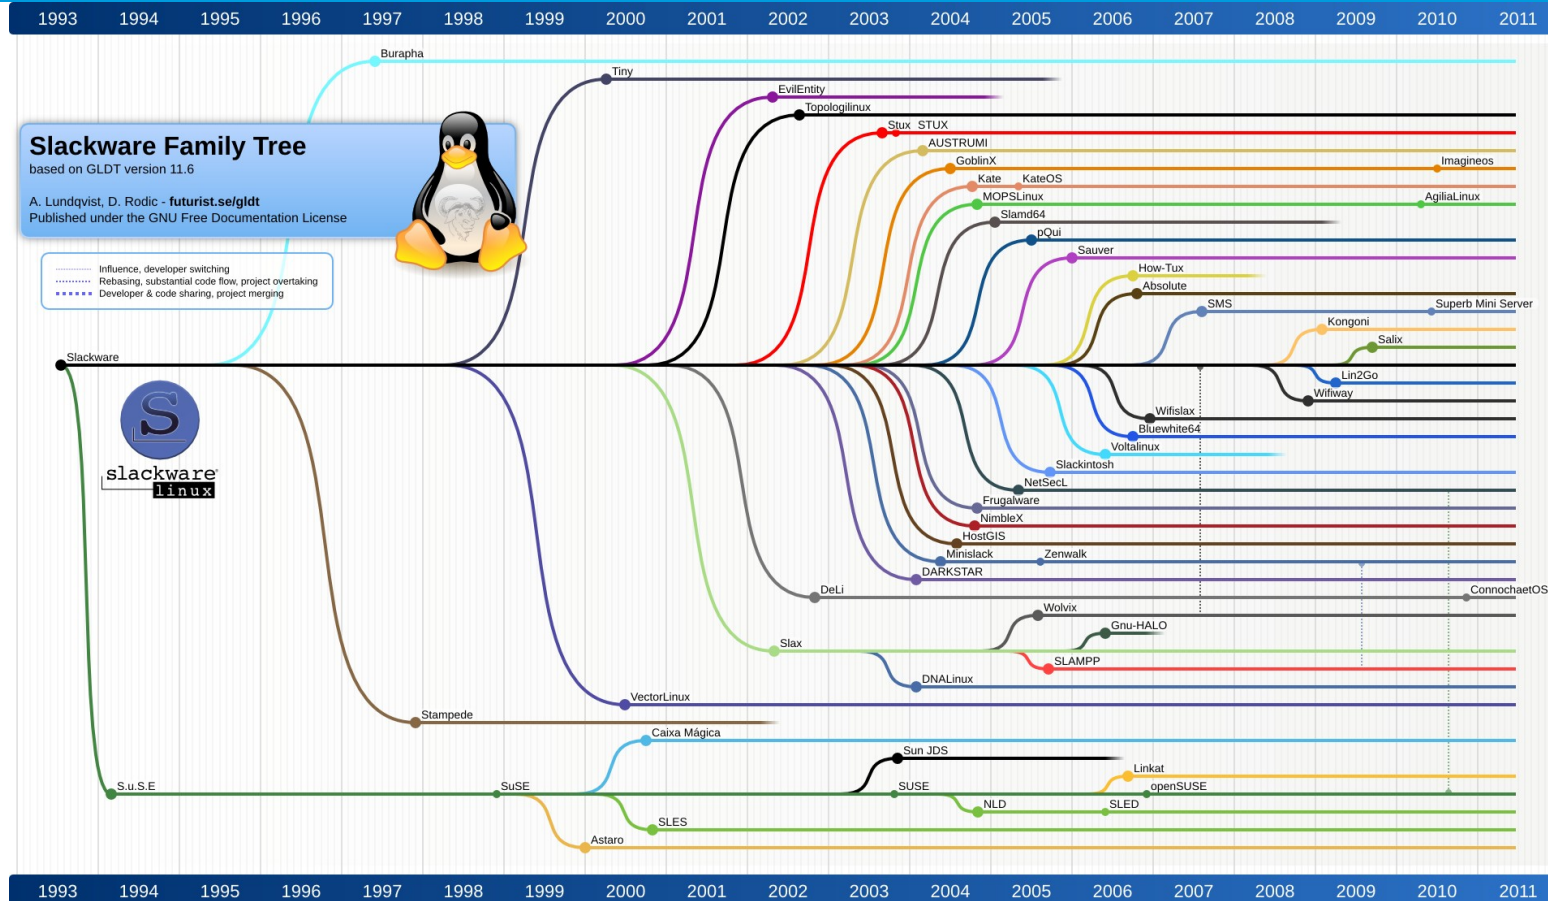 1993 1994 1995 1996 1997 1998 1999 2000 2001 2002 2003 2004 2005 2006 2007 2008 2009 2010 2011
Burapha
Tiny
EvilEntity
Topologilinux
Stux STUX
Slackware Family Tree
based on GLDT version 11.6
A. Lundqvist, D. Rodic - futurist.se/gldt
Published under the GNU Free Documentation License
AUSTRUMI
GoblinX Imagineos
Kate KateOS
MOPSLinux AgiliaLinux
Slamd64
pQui
Sauver
Influence, developer switching
Rebasing, substantial code flow, project overtaking
Developer & code sharing, project merging
How-Tux
Absolute
SMS Superb Mini Server
Kongoni
Salix
Slackware
Lin2Go
Wifiway
S
slackware
linux
Wifislax
Bluewhite64
Voltalinux
Slackintosh
NetSecL
Frugalware
NimbleX
HostGIS
Minislack Zenwalk
DARKSTAR
DeLi ConnochaetOS
Wolvix
Gnu-HALO
Slax
SLAMPP
DNALinux
VectorLinux
Stampede
Caixa Mágica
Sun JDS
Linkat
S.u.S.E SuSE SUSE openSUSE
NLD SLED
SLES
Astaro
1993 1994 1995 1996 1997 1998 1999 2000 2001 2002 2003 2004 2005 2006 2007 2008 2009 2010 2011